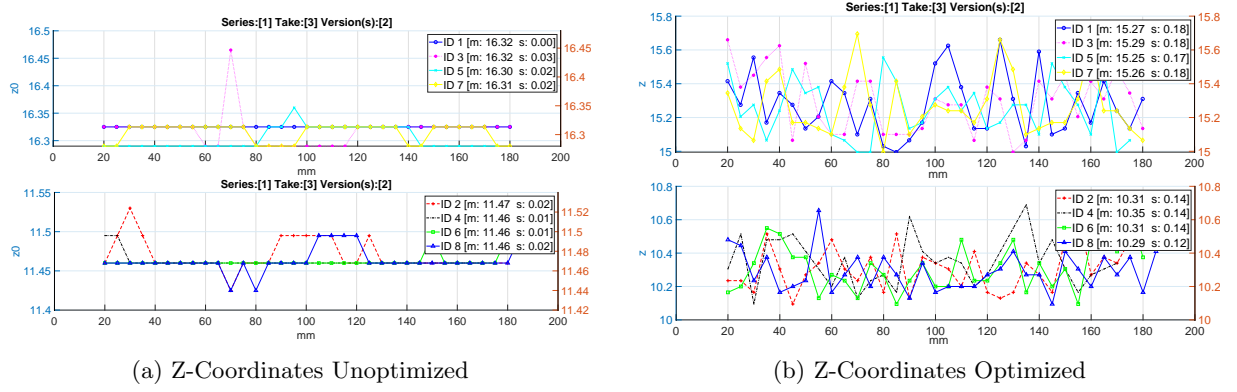 Series:[1] Take:[3] Version(s):[2]
16.5
16.45
16.4
16.35
16.3
z0
16.45
16.4
16.35
16.3
ID 1 [m: 16.32 s: 0.00]
ID 3 [m: 16.32 s: 0.03]
ID 5 [m: 16.30 s: 0.02]
ID 7 [m: 16.31 s: 0.02]
0 20 40 60 80 100 120 140 160 180 200
mm
Series:[1] Take:[3] Version(s):[2]
11.55
11.5
11.45
11.4
z0
11.52
11.5
11.48
11.46
11.44
11.42
ID 2 [m: 11.47 s: 0.02]
ID 4 [m: 11.46 s: 0.01]
ID 6 [m: 11.46 s: 0.01]
ID 8 [m: 11.46 s: 0.02]
0 20 40 60 80 100 120 140 160 180 200
mm
(a) Z-Coordinates Unoptimized
Series:[1] Take:[3] Version(s):[2]
15.8
15.6
15.4
15.2
15
z
15.8
15.6
15.4
15.2
15
ID 1 [m: 15.27 s: 0.18]
ID 3 [m: 15.29 s: 0.18]
ID 5 [m: 15.25 s: 0.17]
ID 7 [m: 15.26 s: 0.18]
0 20 40 60 80 100 120 140 160 180 200
mm
10.8
10.6
10.4
10.2
10
z
10.8
10.6
10.4
10.2
10
ID 2 [m: 10.31 s: 0.14]
ID 4 [m: 10.35 s: 0.14]
ID 6 [m: 10.31 s: 0.14]
ID 8 [m: 10.29 s: 0.12]
0 20 40 60 80 100 120 140 160 180 200
mm
(b) Z-Coordinates Optimized